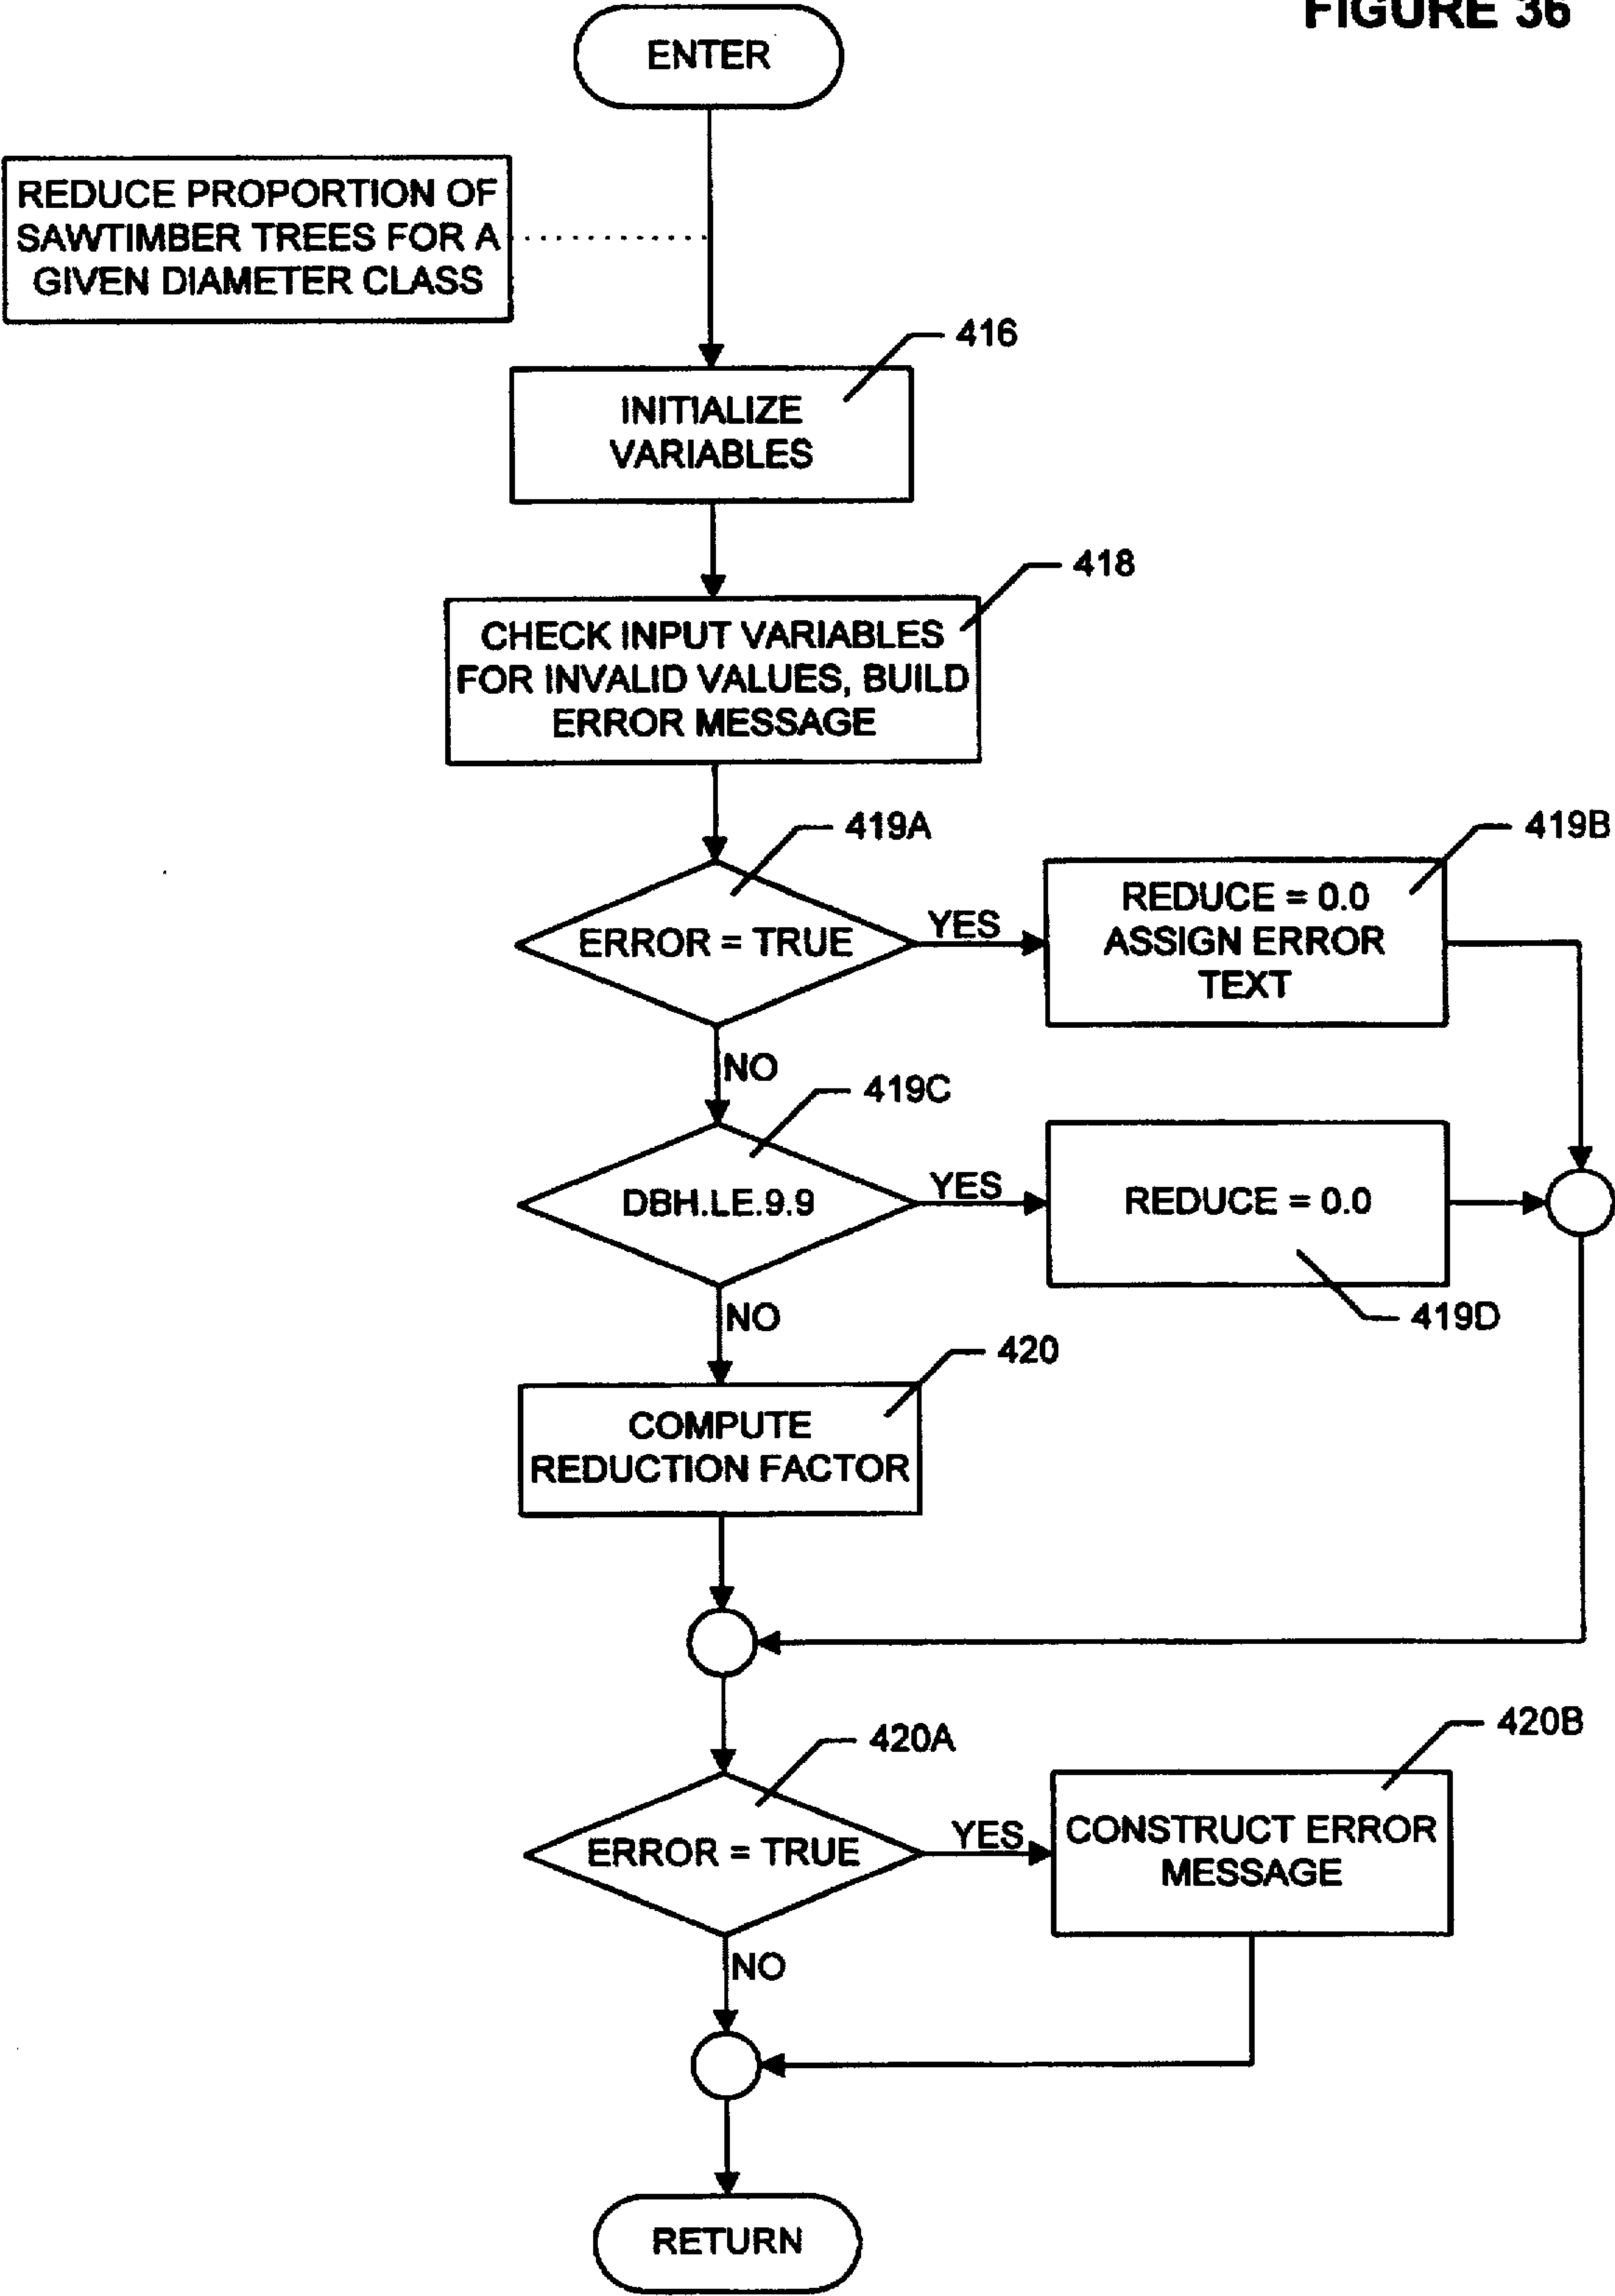 FIGURE 36
ENTER
REDUCE PROPORTION OF
SAWTIMBER TREES FOR A
GIVEN DIAMETER CLASS
416
INITIALIZE
VARIABLES
418
CHECK INPUT VARIABLES
FOR INVALID VALUES, BUILD
ERROR MESSAGE
419A
ERROR = TRUE
YES
419B
REDUCE = 0.0
ASSIGN ERROR
TEXT
NO
419C
DBH.LE.9.9
YES
REDUCE = 0.0
419D
NO
420
COMPUTE
REDUCTION FACTOR
420A
ERROR = TRUE
YES
420B
CONSTRUCT ERROR
MESSAGE
NO
RETURN